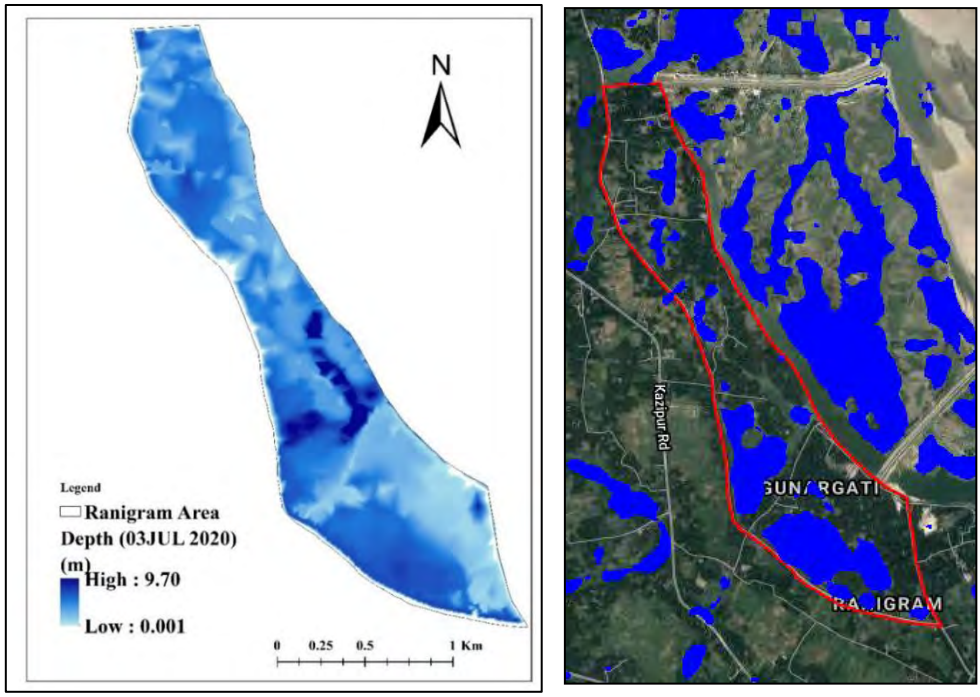 N
Legend
Ranigram Area
Depth (03JUL 2020)
(m)
High : 9.70
Low : 0.001
0 0.25 0.5 1 Km
Kazipur Rd
GUNARGATI
RANIGRAM